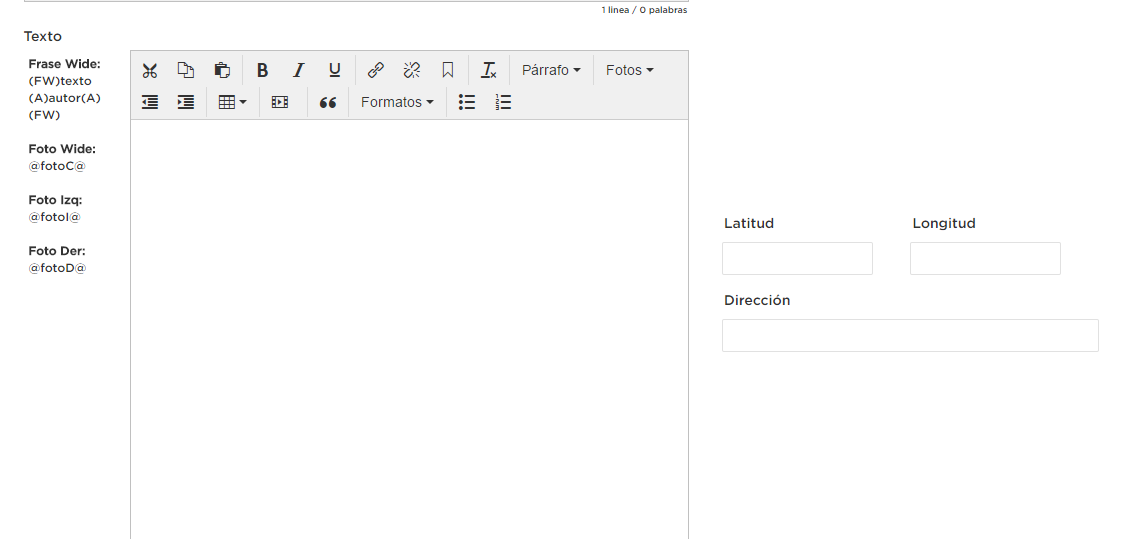 1 linea / 0 palabras
Texto
Frase Wide:
(FW)texto
(A)autor(A)
(FW)
Foto Wide:
@fotoC@
Foto Izq:
@fotoI@
Foto Der:
@fotoD@
B I U Párrafo Fotos
Formatos
Latitud Longitud
Dirección